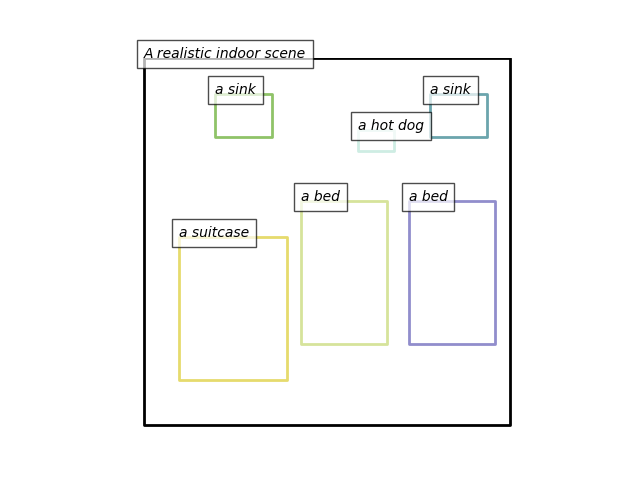 A realistic indoor scene
a sink
a sink
a hot dog
a bed
a bed
a suitcase